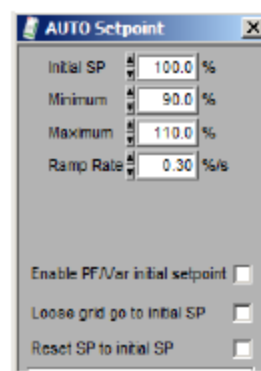 AUTO Setpoint
Initial SP 100.0 %
Minimum 90.0 %
Maximum 110.0 %
Ramp Rate 0.30 %/s
Enable PF/Var initial setpoint
Loose grid go to initial SP
Reset SP to initial SP